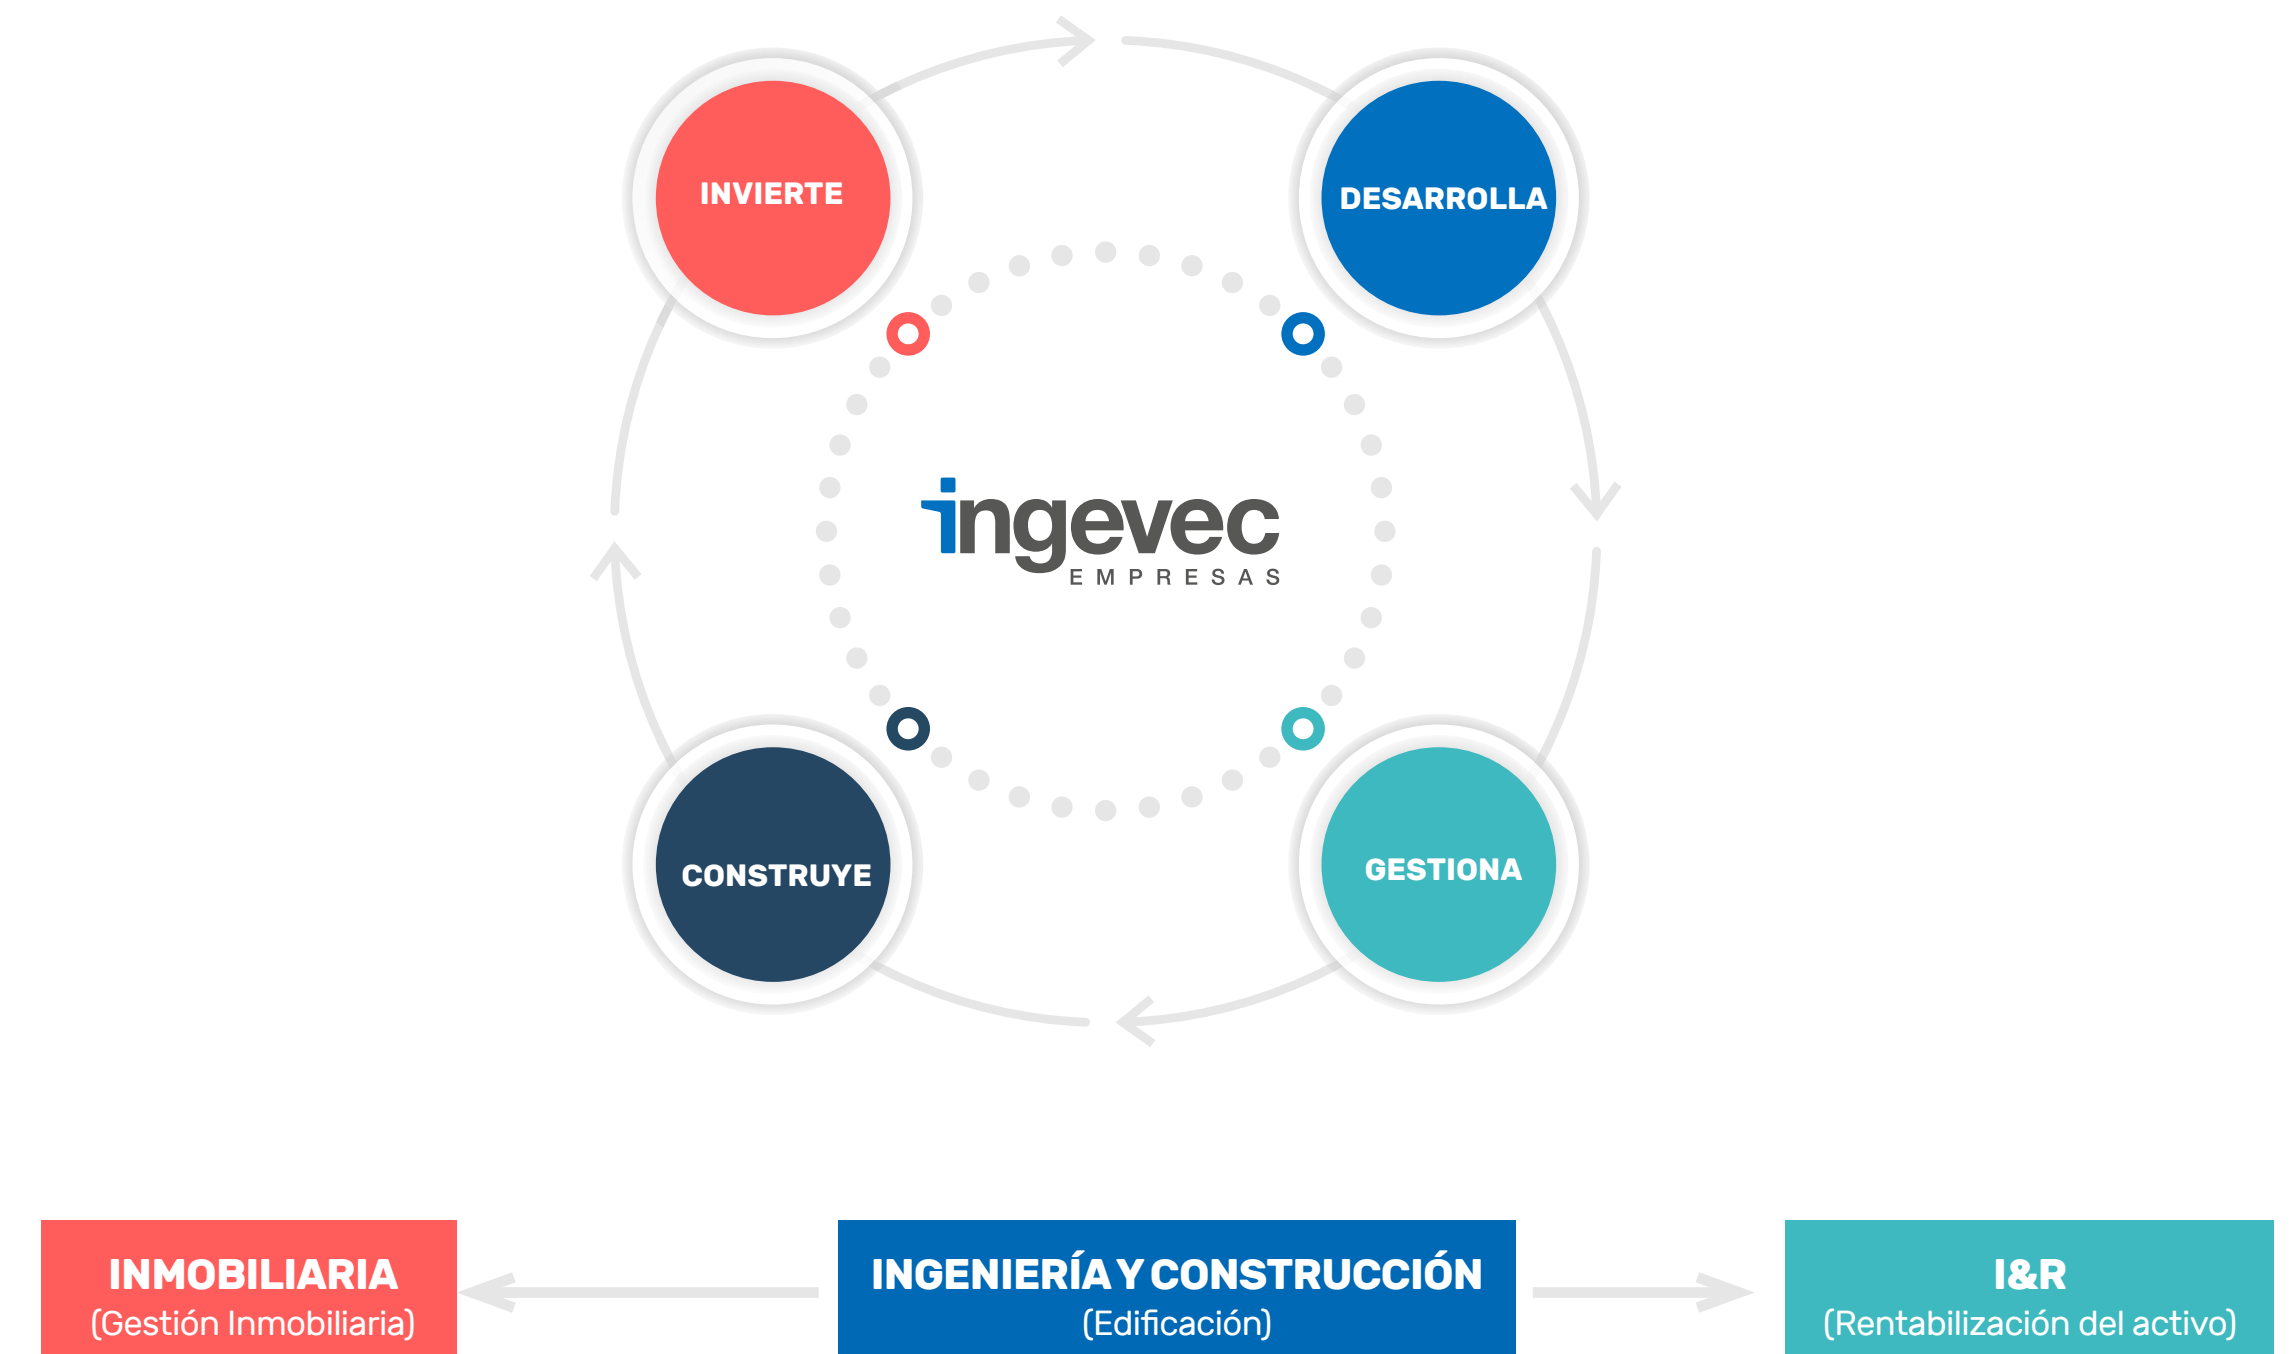 INVIERTE
DESARROLLA
ingevec
EMPRESAS
CONSTRUYE
GESTIONA
INMOBILIARIA
(Gestión Inmobiliaria)
INGENIERÍA Y CONSTRUCCIÓN
(Edificación)
I&R
(Rentabilización del activo)